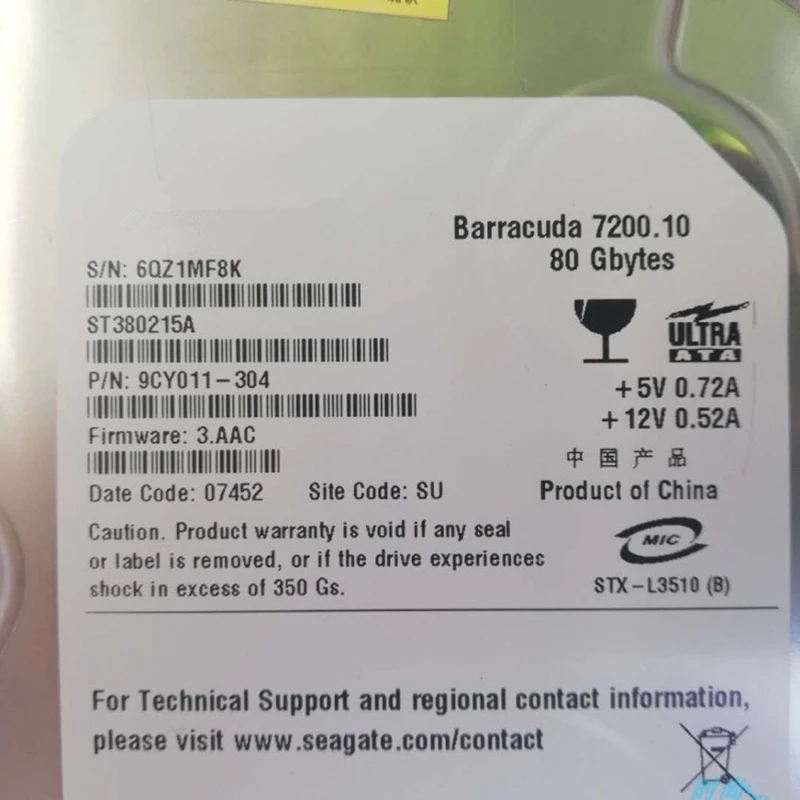 Barracuda 7200.10
80 Gbytes
S/N: 6QZ1MF8K
ST380215A
ULTRA
ATA
P/N: 9CY011-304
+5V 0.72A
+12V 0.52A
Firmware: 3.AAC
中国产品
Date Code: 07452 Site Code: SU
Product of China
Caution. Product warranty is void if any seal
or label is removed, or if the drive experiences
shock in excess of 350 Gs.
MIC
STX-L3510 (B)
For Technical Support and regional contact information,
please visit www.seagate.com/contact